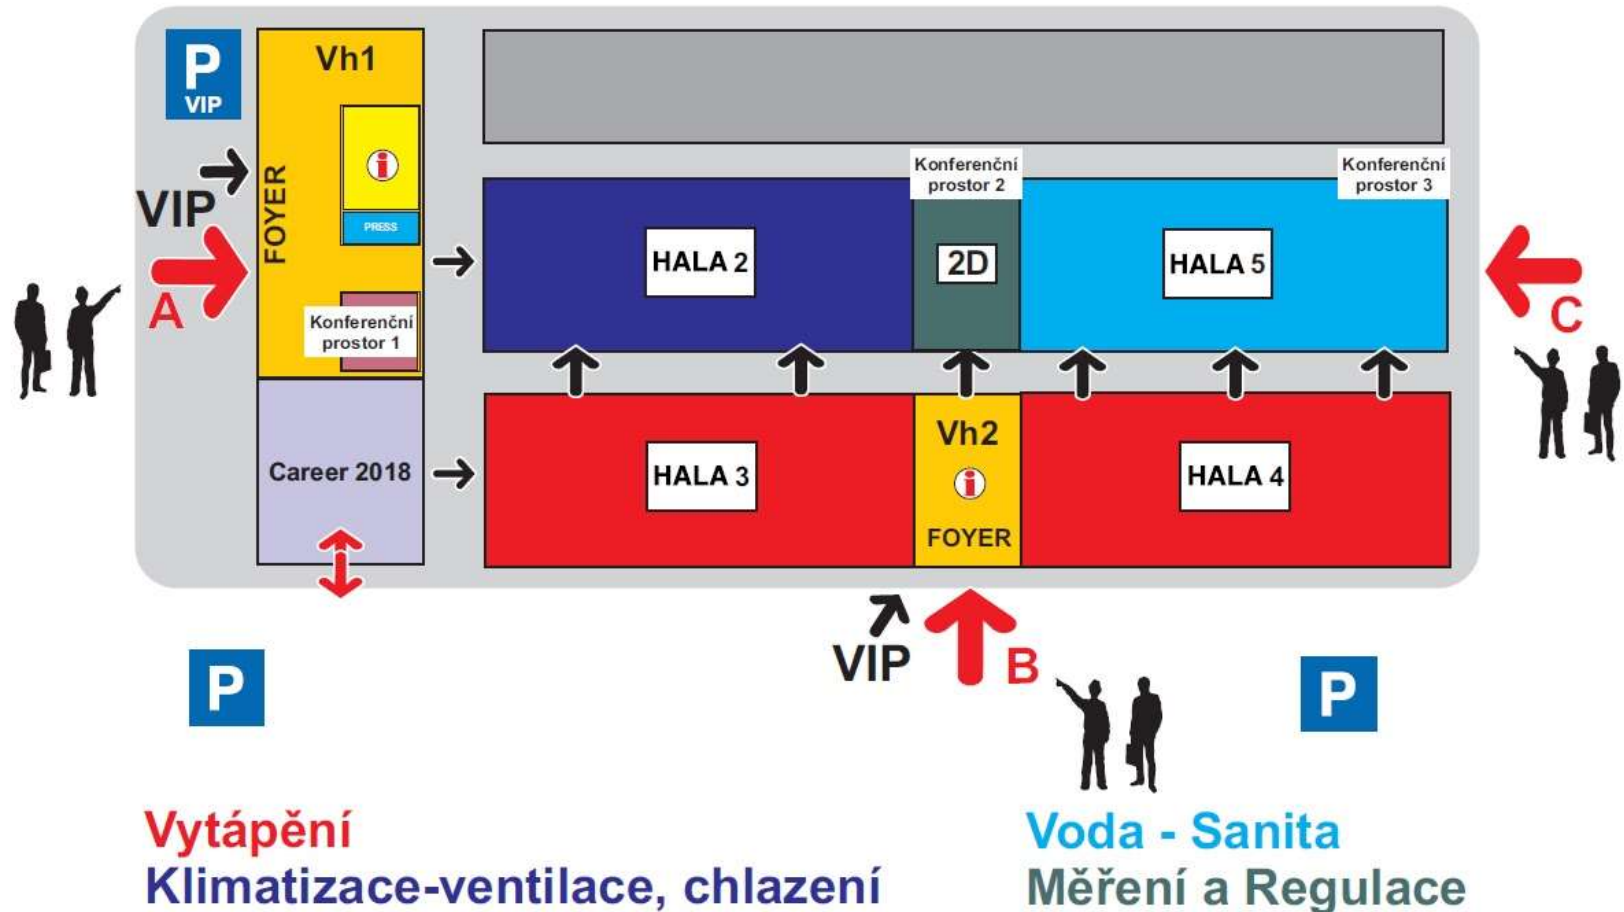 P
VIP
Vh1
FOYER
i
PRESS
VIP
A
Konferenční
prostor 1
Career 2018
Konferenční
prostor 2
Konferenční
prostor 3
HALA 2
2D
HALA 5
C
HALA 3
Vh2
i
FOYER
HALA 4
VIP
B
P
P
Vytápění
Klimatizace-ventilace, chlazení
Voda - Sanita
Měření a Regulace